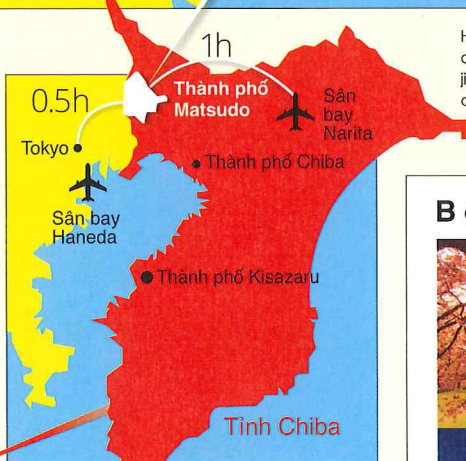 1h
0.5h
Thành phố
Matsudo
Sân
bay
Narita
Tokyo
Thành phố Chiba
Sân bay
Haneda
Thành phố Kisazaru
Tỉnh Chiba
B